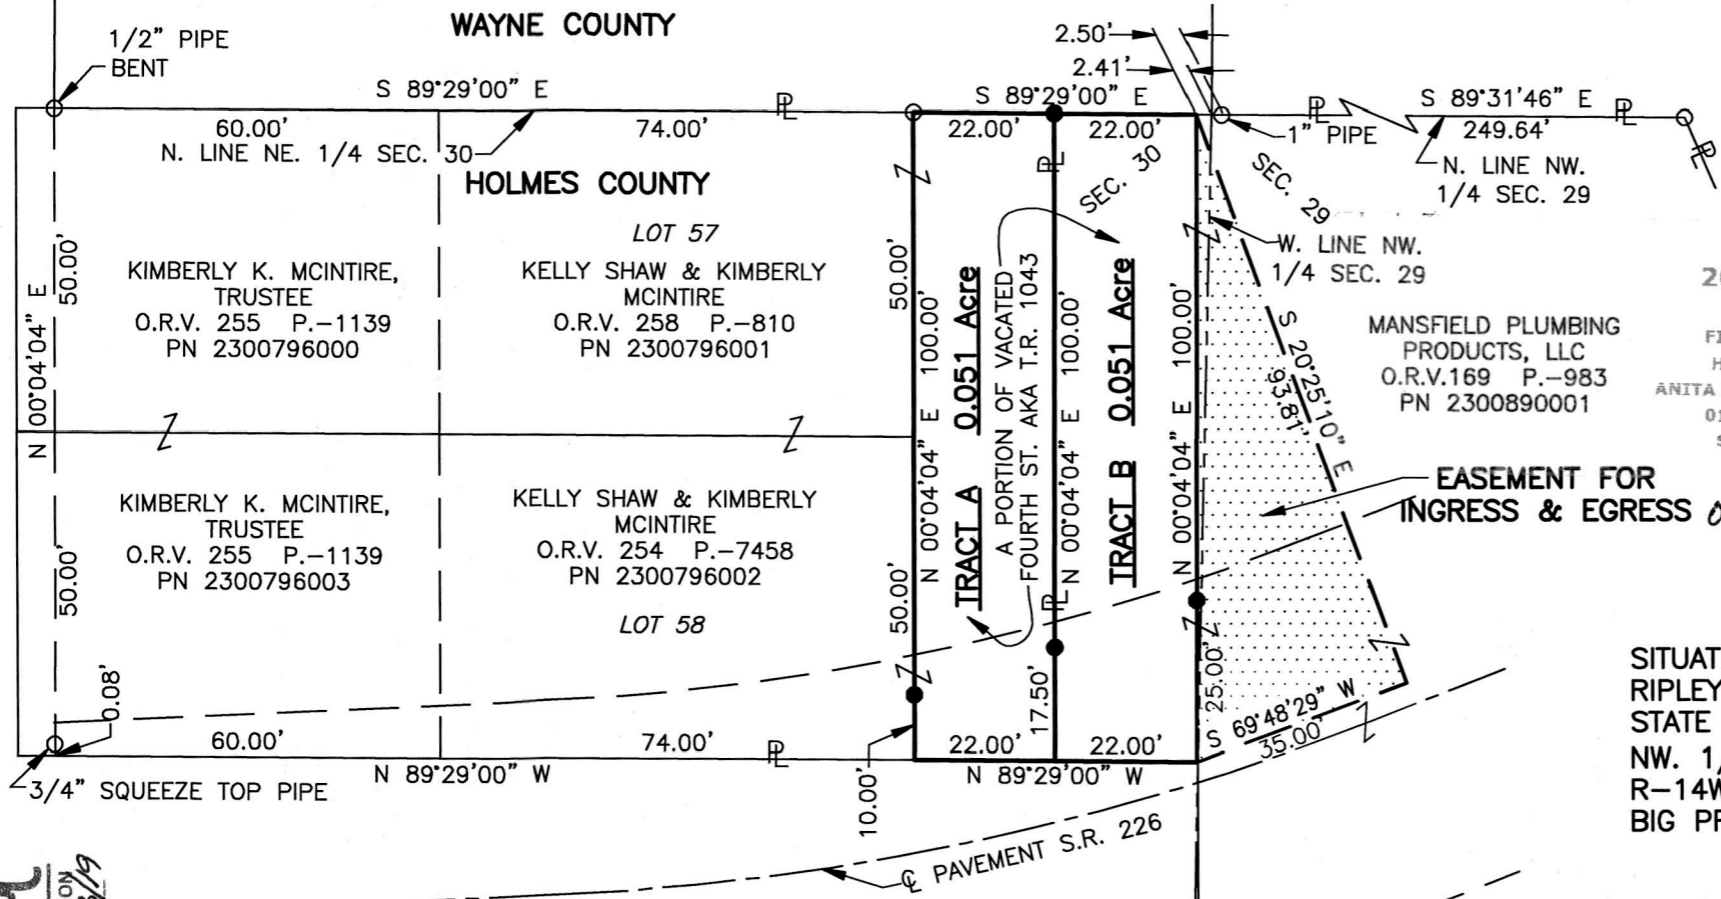 WAYNE COUNTY
1/2" PIPE
BENT
2.50'
2.41'
S 89°29'00" E
S 89°29'00" E
S 89°31'46" E
60.00'
74.00'
22.00'
22.00'
1" PIPE
249.64'
N. LINE NE. 1/4 SEC. 30
N. LINE NW.
1/4 SEC. 29
HOLMES COUNTY
SEC. 30
SEC. 29
LOT 57
W. LINE NW.
1/4 SEC. 29
N 00°04'04" E
50.00'
KIMBERLY K. MCINTIRE,
TRUSTEE
O.R.V. 255 P.-1139
PN 2300796000
KELLY SHAW & KIMBERLY
MCINTIRE
O.R.V. 258 P.-810
PN 2300796001
50.00'
N 00°04'04" E 100.00'
TRACT A 0.051 Acre
A PORTION OF VACATED
FOURTH ST. AKA T.R. 1043
N 00°04'04" E 100.00'
TRACT B 0.051 Acre
N 00°04'04" E 100.00'
S 20°25'10" E
93.81'
MANSFIELD PLUMBING
PRODUCTS, LLC
O.R.V.169 P.-983
PN 2300890001
ANITA
EASEMENT FOR
INGRESS & EGRESS
50.00'
KIMBERLY K. MCINTIRE,
TRUSTEE
O.R.V. 255 P.-1139
PN 2300796003
KELLY SHAW & KIMBERLY
MCINTIRE
O.R.V. 254 P.-7458
PN 2300796002
LOT 58
50.00'
0.08'
17.50'
25.00'
S 69°48'29" W
35.00'
60.00'
74.00'
22.00'
22.00'
N 89°29'00" W
N 89°29'00" W
3/4" SQUEEZE TOP PIPE
10.00'
℄ PAVEMENT S.R. 226
SITUAT
RIPLEY
STATE
NW. 1/
R-14W
BIG PR
ON
/19